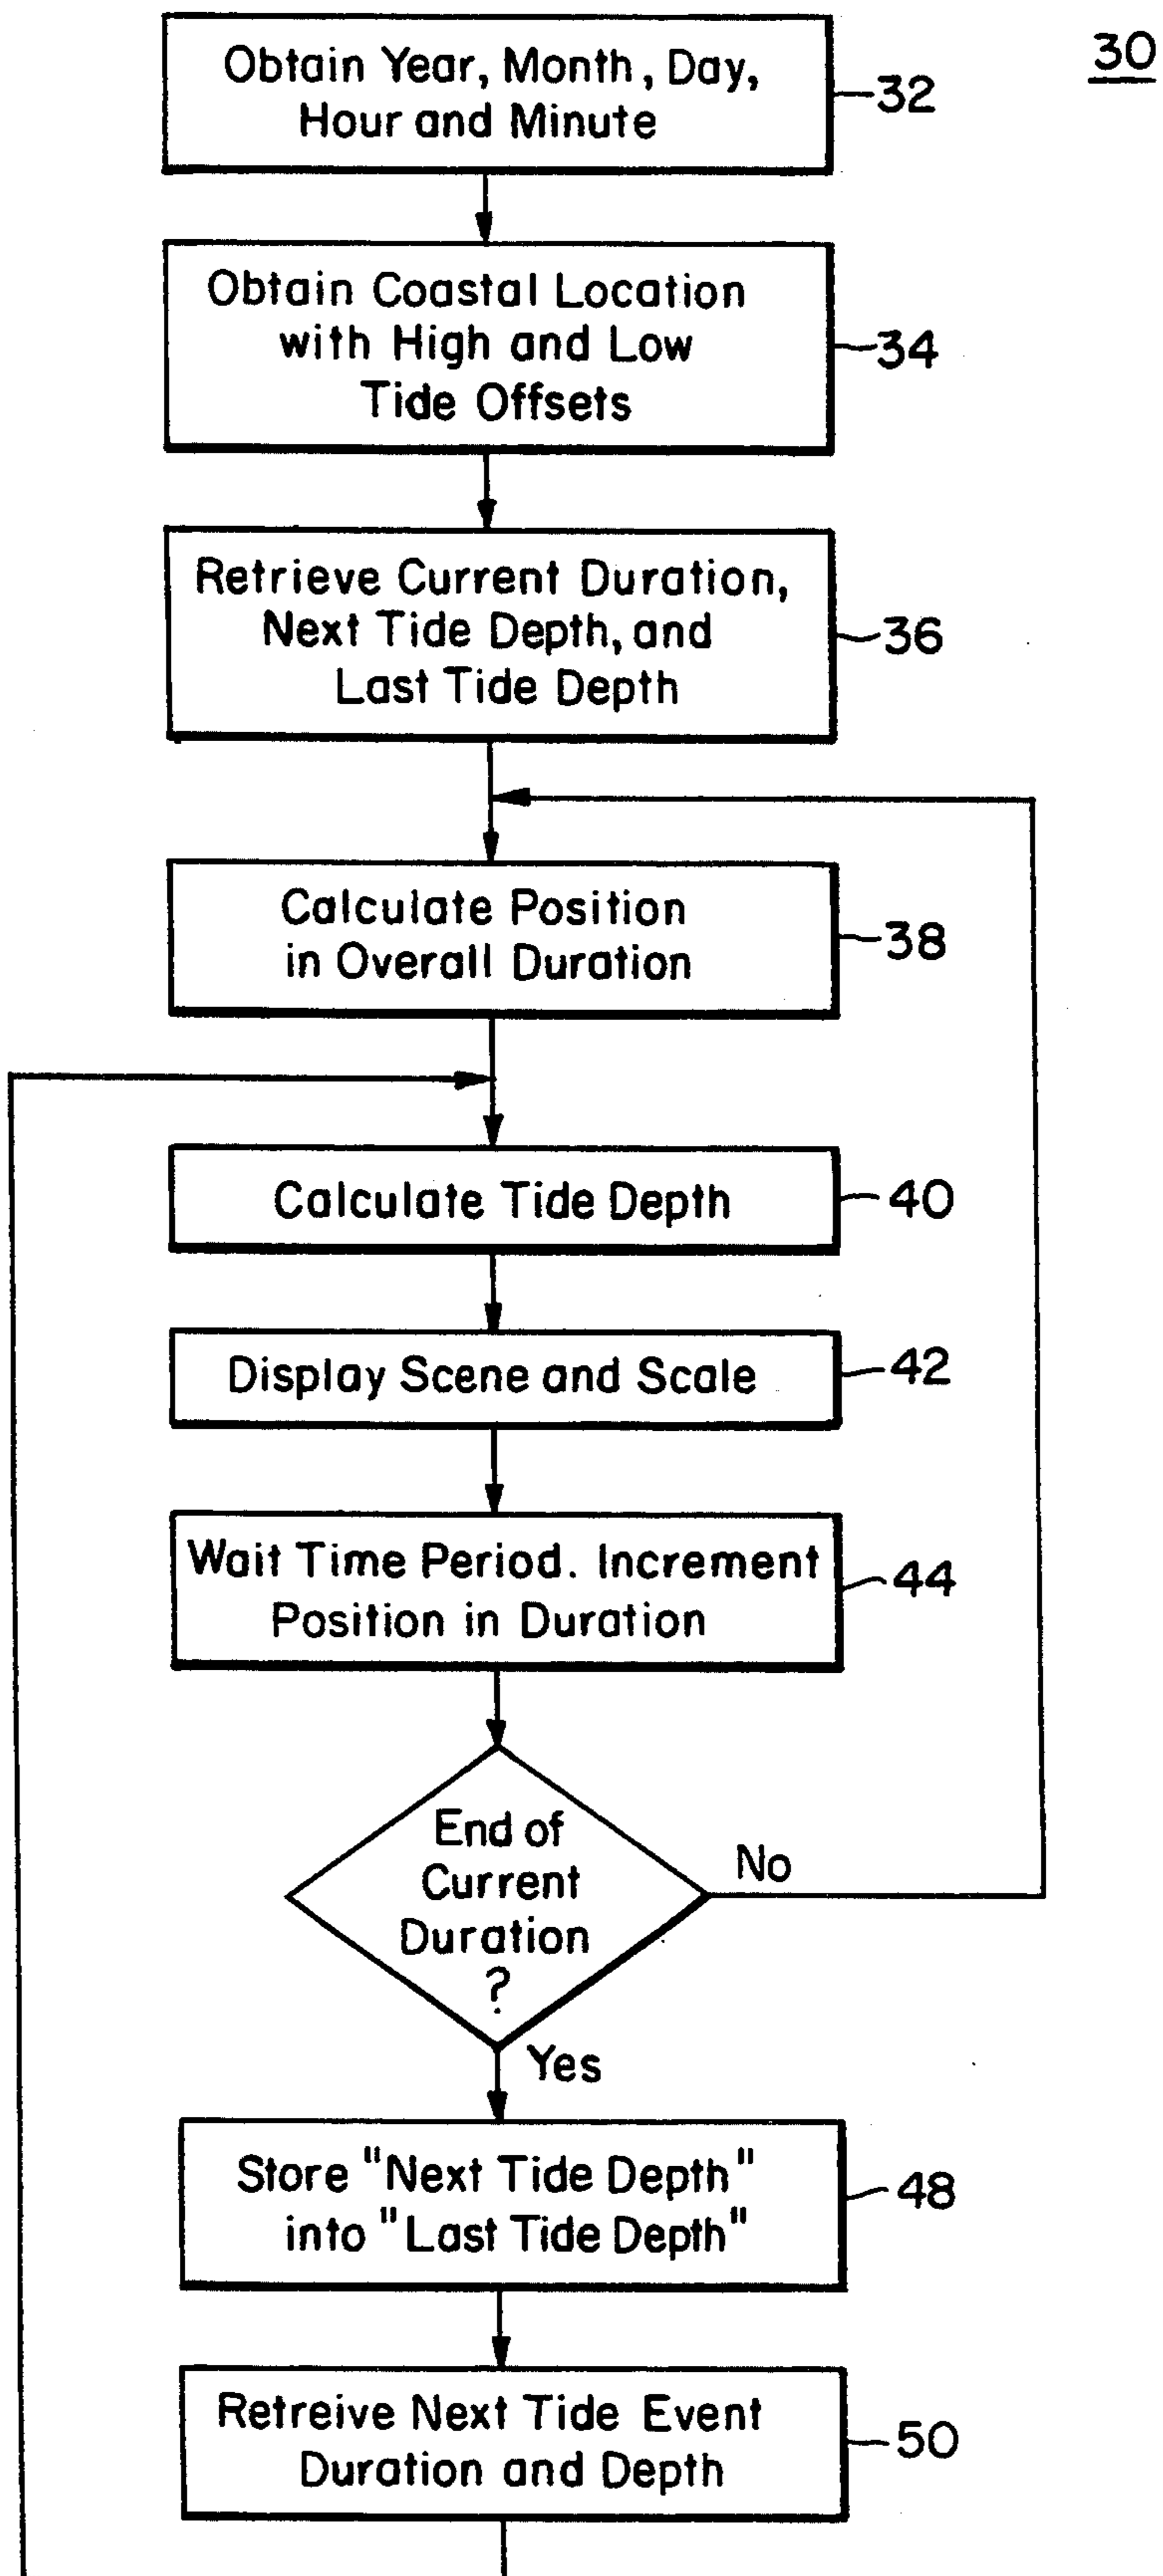 30
Obtain Year, Month, Day,
Hour and Minute
32
Obtain Coastal Location
with High and Low
Tide Offsets
34
Retrieve Current Duration,
Next Tide Depth, and
Last Tide Depth
36
Calculate Position
in Overall Duration
38
Calculate Tide Depth
40
Display Scene and Scale
42
Wait Time Period. Increment
Position in Duration
44
End of
Current
Duration
?
No
Yes
Store "Next Tide Depth"
into "Last Tide Depth"
48
Retreive Next Tide Event
Duration and Depth
50